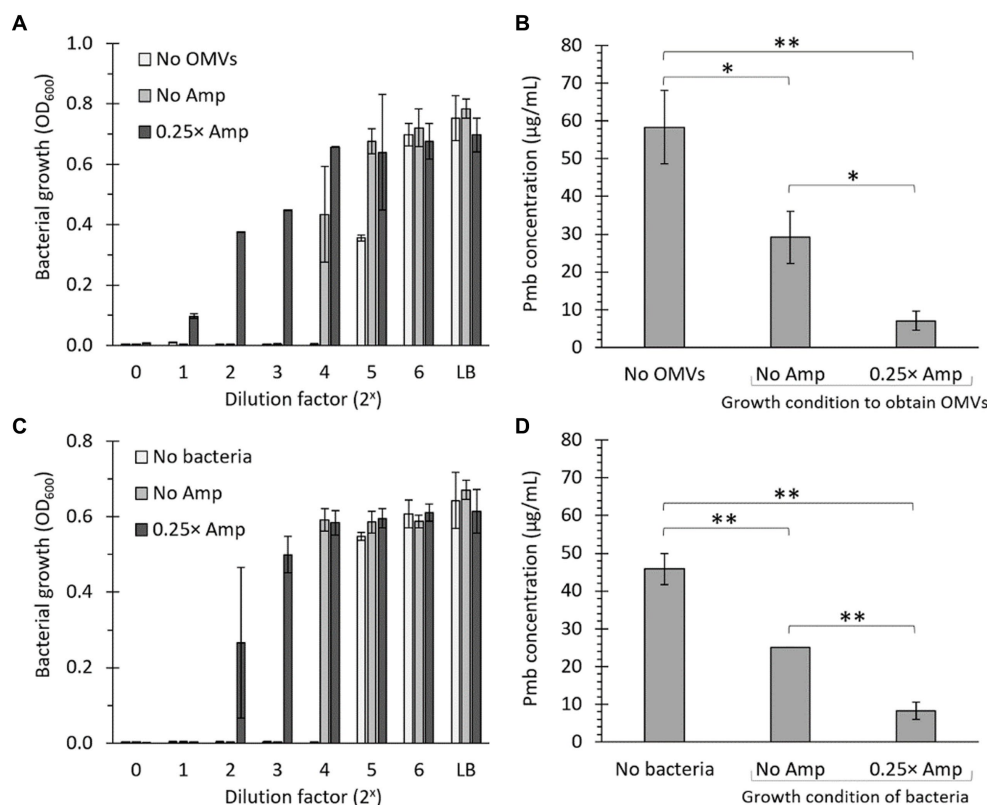 A
1.0
0.8
0.6
0.4
0.2
0.0
Bacterial growth (OD₆₀₀)
No OMVs
No Amp
0.25× Amp
0 1 2 3 4 5 6 LB
Dilution factor (2ˣ)
B
80
70
60
50
40
30
20
10
0
Pmb concentration (µg/mL)
**
*
*
No OMVs No Amp 0.25× Amp
Growth condition to obtain OMVs
C
0.8
0.6
0.4
0.2
0.0
Bacterial growth (OD₆₀₀)
No bacteria
No Amp
0.25× Amp
0 1 2 3 4 5 6 LB
Dilution factor (2ˣ)
D
80
70
60
50
40
30
20
10
0
Pmb concentration (µg/mL)
**
**
**
No bacteria No Amp 0.25× Amp
Growth condition of bacteria